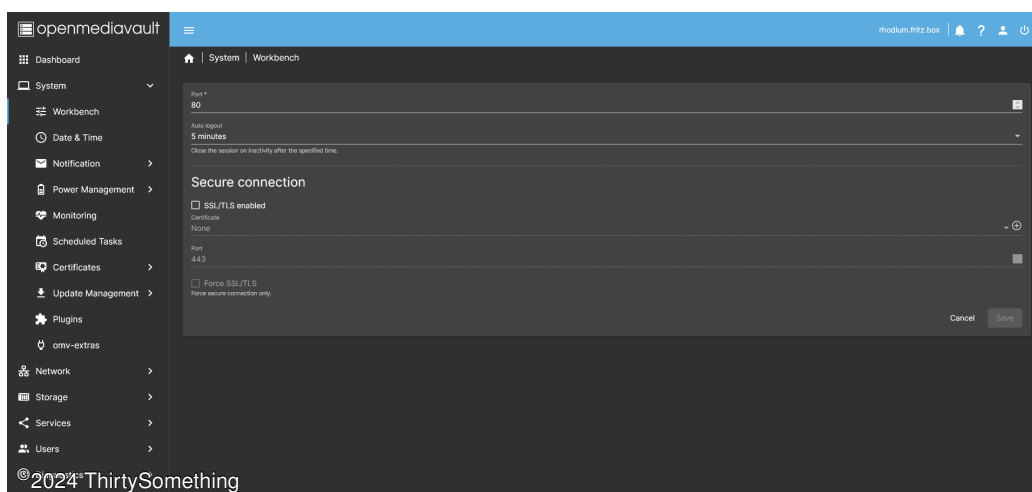 openmediavault
rhodium.fritz.box
?
Dashboard
System | Workbench
System
Workbench
Date & Time
Notification
Power Management
Monitoring
Scheduled Tasks
Certificates
Update Management
Plugins
omv-extras
Network
Storage
Services
Users
Diagnostics
Port *
80
Auto logout
5 minutes
Close the session on inactivity after the specified time.
Secure connection
SSL/TLS enabled
Certificate
None
Port
443
Force SSL/TLS
Force secure connection only.
Cancel Save
© 2024 ThirtySomething